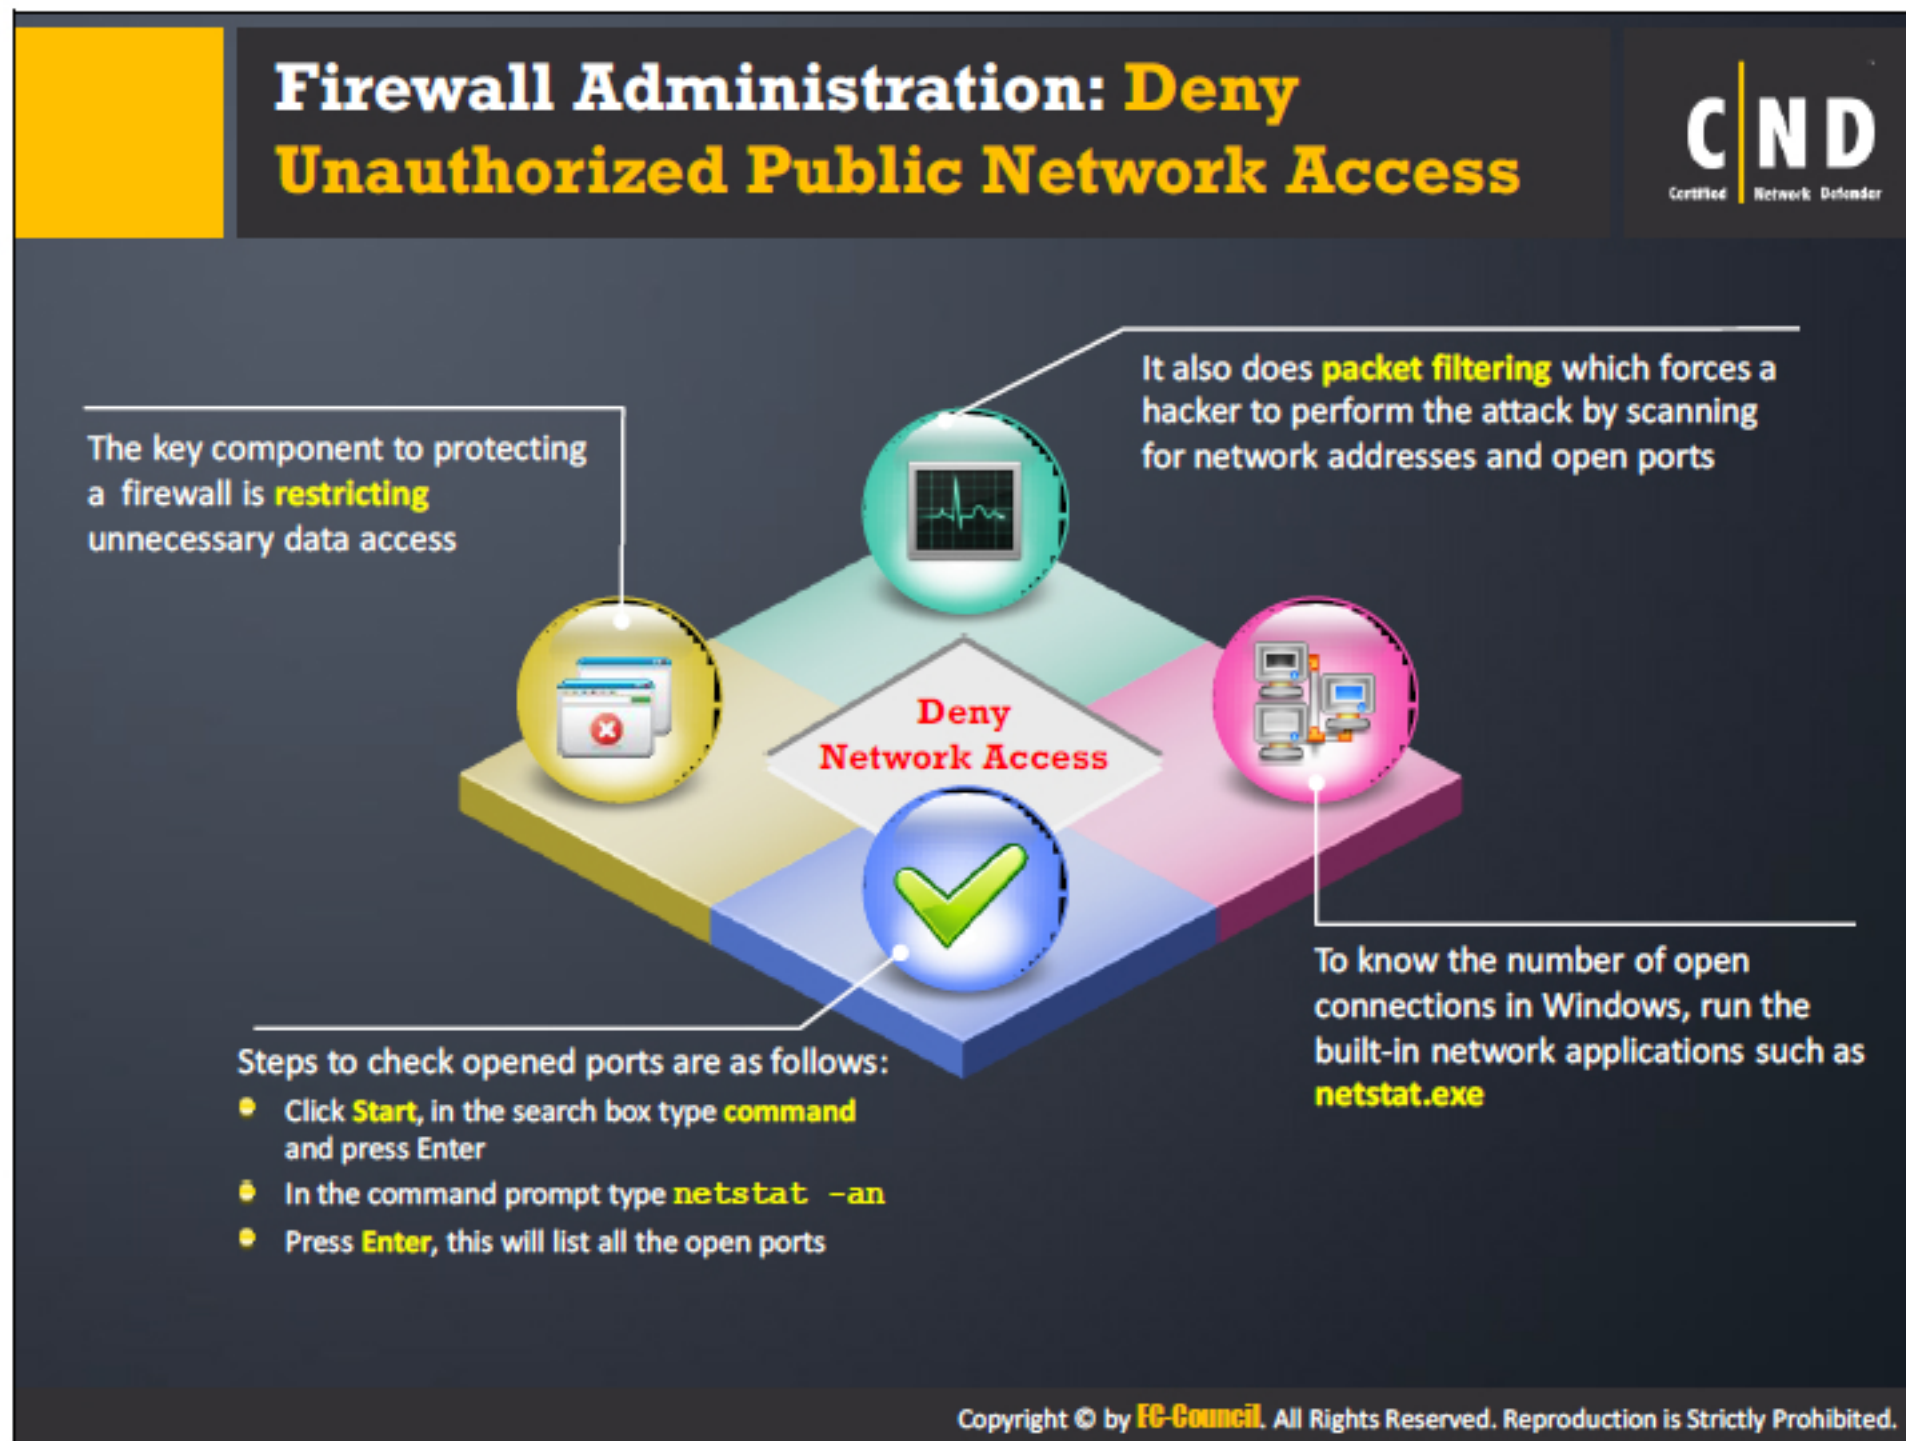 Firewall Administration: Deny
Unauthorized Public Network Access
C ND
Certified Network Defender
The key component to protecting
a firewall is restricting
unnecessary data access
It also does packet filtering which forces a
hacker to perform the attack by scanning
for network addresses and open ports
Deny
Network Access
To know the number of open
connections in Windows, run the
built-in network applications such as
netstat.exe
Steps to check opened ports are as follows:
Click Start, in the search box type command
and press Enter
In the command prompt type netstat -an
Press Enter, this will list all the open ports
Copyright © by EC-Council. All Rights Reserved. Reproduction is Strictly Prohibited.